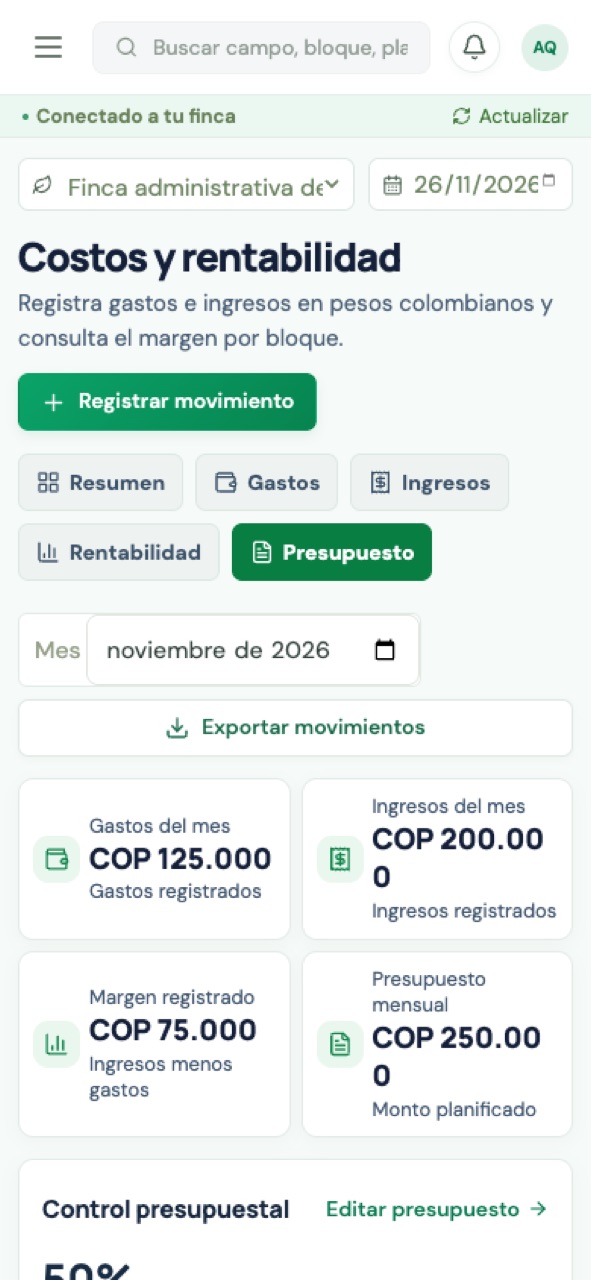 Buscar campo, bloque, pla
AQ
• Conectado a tu finca
Actualizar
Finca administrativa de
26/11/2026
Costos y rentabilidad
Registra gastos e ingresos en pesos colombianos y
consulta el margen por bloque.
+ Registrar movimiento
Resumen
Gastos
Ingresos
Rentabilidad
Presupuesto
Mes
noviembre de 2026
Exportar movimientos
Gastos del mes
COP 125.000
Gastos registrados
Ingresos del mes
COP 200.00
0
Ingresos registrados
Margen registrado
COP 75.000
Ingresos menos
gastos
Presupuesto
mensual
COP 250.00
0
Monto planificado
Control presupuestal
Editar presupuesto →
50%